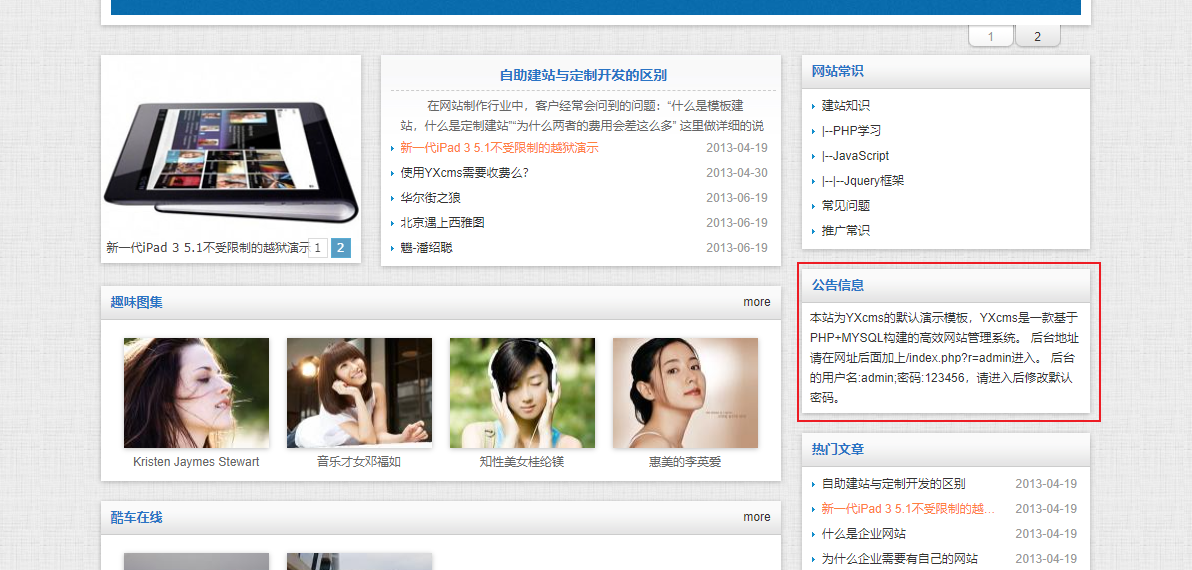 1
2
新一代iPad 3 5.1不受限制的越狱演示
1
2
自助建站与定制开发的区别
在网站制作行业中，客户经常会问到的问题：“什么是模板建
站，什么是定制建站”“为什么两者的费用会差这么多” 这里做详细的说
新一代iPad 3 5.1不受限制的越狱演示 2013-04-19
使用YXcms需要收费么？ 2013-04-30
华尔街之狼 2013-06-19
北京遇上西雅图 2013-06-19
魍-潘绍聪 2013-06-19
趣味图集 more
Kristen Jaymes Stewart
音乐才女邓福如
知性美女桂纶镁
惠美的李英爱
酷车在线 more
网站常识
建站知识
|--PHP学习
|--JavaScript
|--|--Jquery框架
常见问题
推广常识
公告信息
本站为YXcms的默认演示模板，YXcms是一款基于
PHP+MYSQL构建的高效网站管理系统。 后台地址
请在网址后面加上/index.php?r=admin进入。 后台
的用户名:admin;密码:123456，请进入后修改默认
密码。
热门文章
自助建站与定制开发的区别 2013-04-19
新一代iPad 3 5.1不受限制的越... 2013-04-19
什么是企业网站 2013-04-19
为什么企业需要有自己的网站 2013-04-19